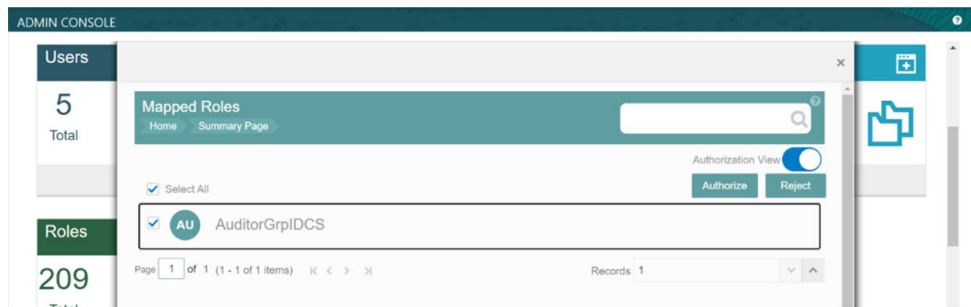 ADMIN CONSOLE
?
Users
5
Total
×
Mapped Roles
?
Home Summary Page
Authorization View
Authorize Reject
Select All
AU AuditorGrpIDCS
Page 1 of 1 (1 - 1 of 1 items) Records 1
Roles
209